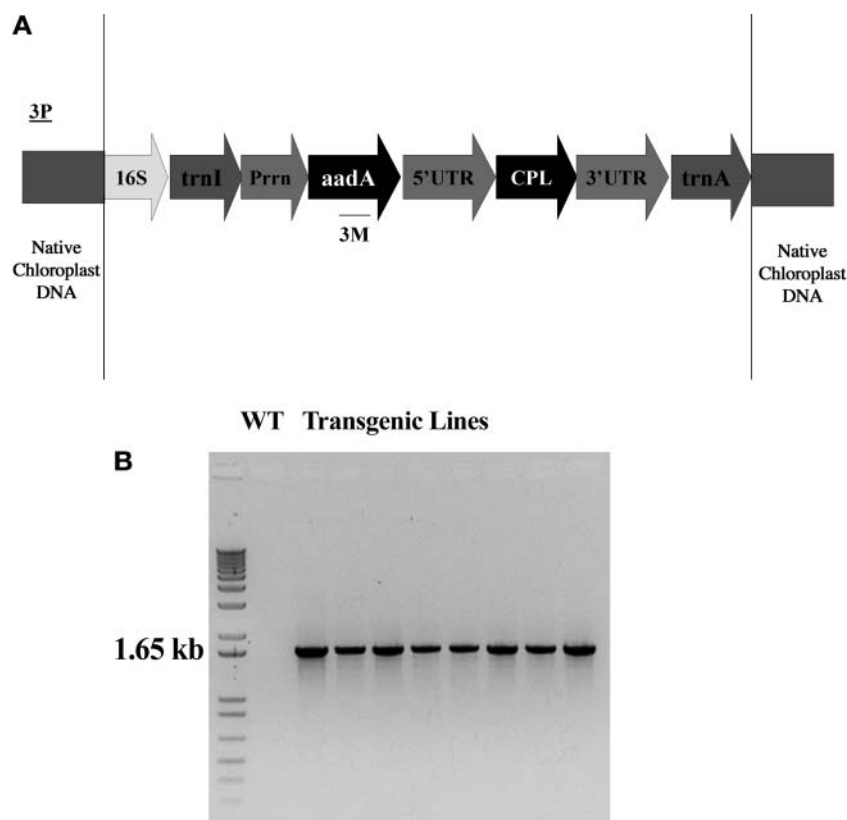 A
3P
16S trnI Prrn aadA 5'UTR CPL 3'UTR trnA
3M
Native
Chloroplast
DNA
Native
Chloroplast
DNA
WT Transgenic Lines
B
1.65 kb